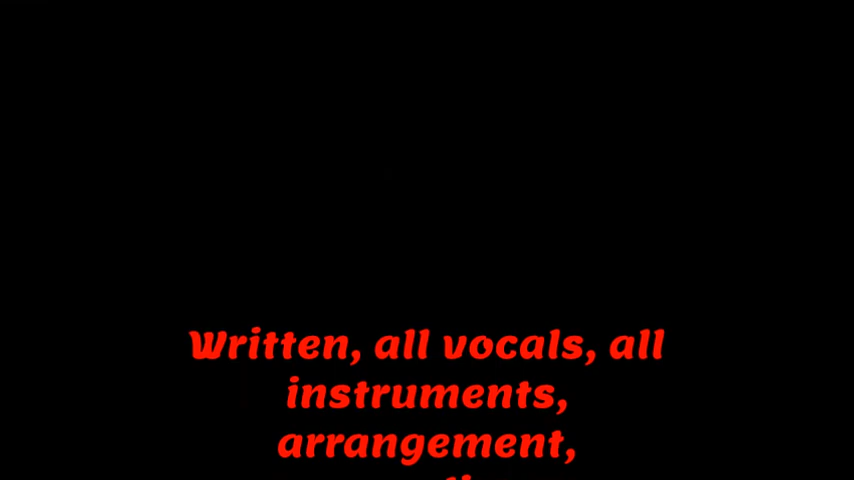 Written, all vocals, all
instruments,
arrangement,